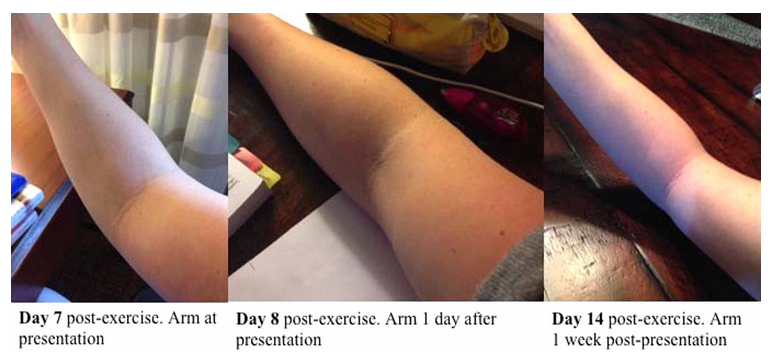 Day 7 post-exercise. Arm at
presentation
Day 8 post-exercise. Arm 1 day after
presentation
Day 14 post-exercise. Arm
1 week post-presentation